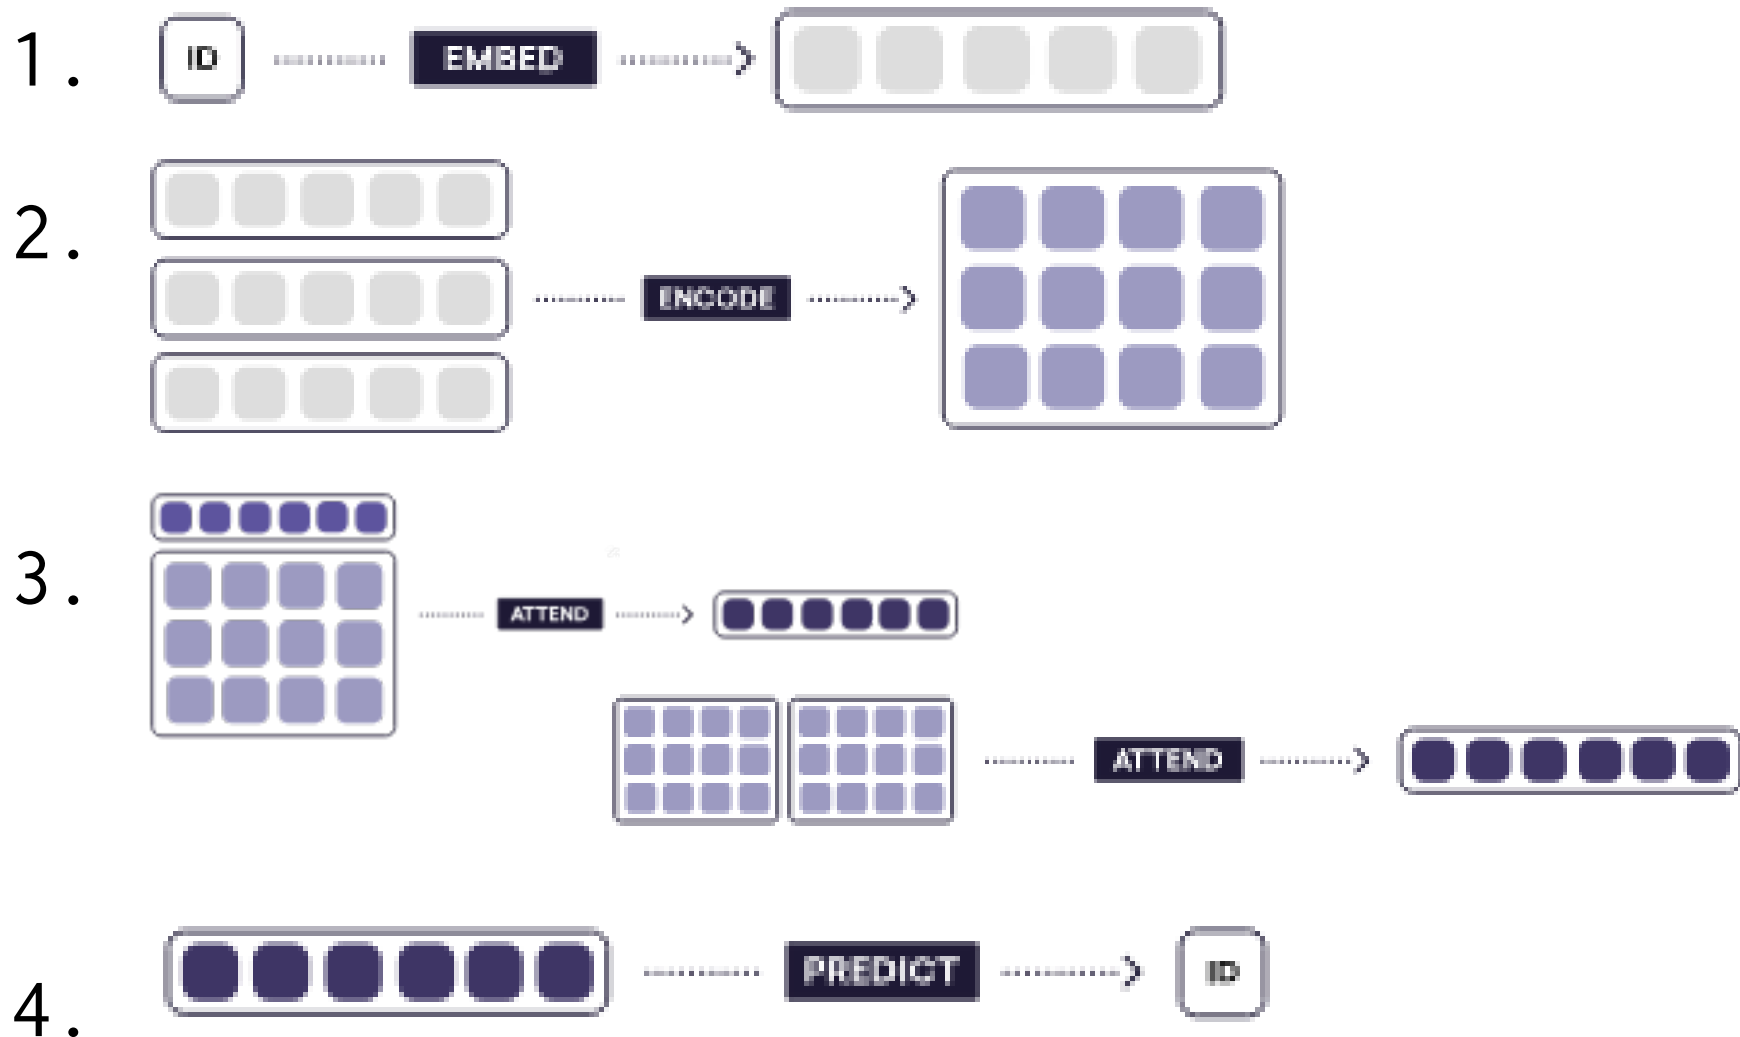 1. ID EMBED
2. ENCODE
3. ATTEND
ATTEND
4. PREDICT ID